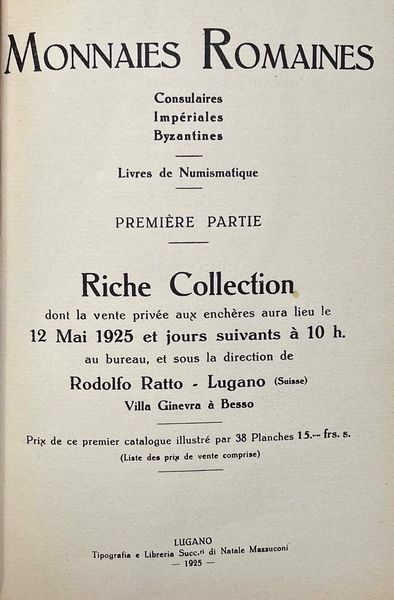 MONNAIES ROMAINES
Consulaires
Impériales
Byzantines
Livres de Numismatique
PREMIÈRE PARTIE
Riche Collection
dont la vente privée aux enchères aura lieu le
12 Mai 1925 et jours suivants à 10 h.
au bureau, et sous la direction de
Rodolfo Ratto - Lugano (Suisse)
Villa Ginevra à Besso
Prix de ce premier catalogue illustré par 38 Planches 15.-- frs. s.
(Liste des prix de vente comprise)
LUGANO
Tipografia e Libreria Succ.ri di Natale Mazzuconi
— 1925 —